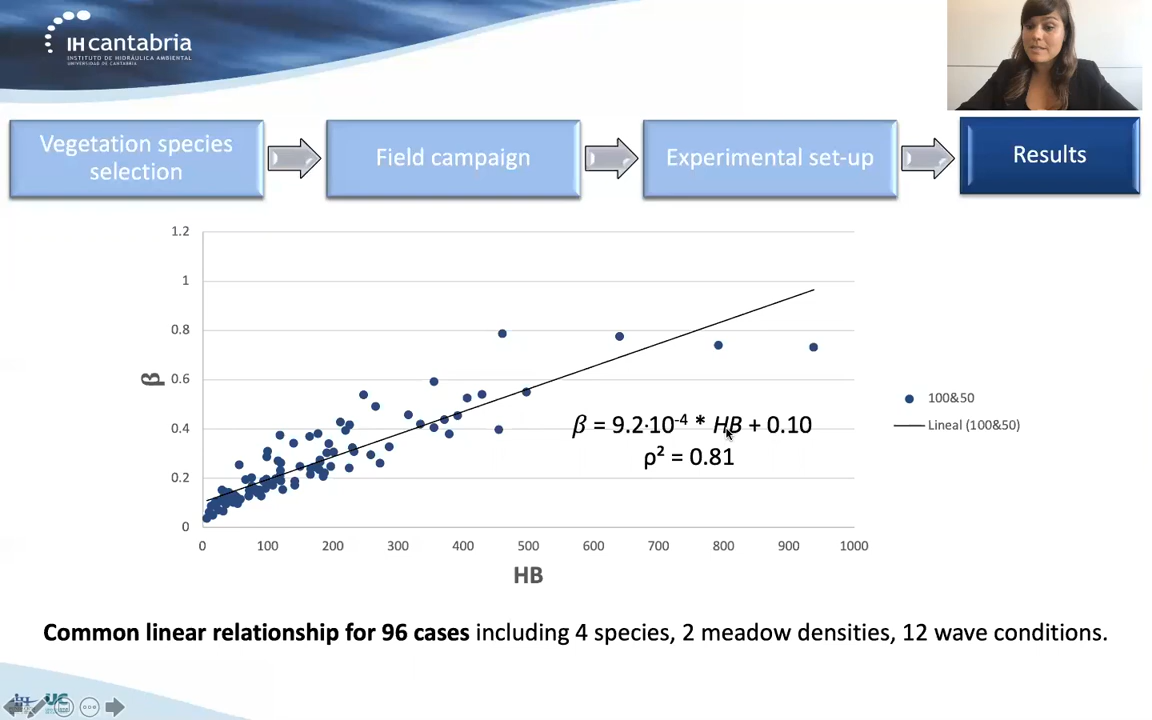 IHcantabria
INSTITUTO DE HIDRÁULICA AMBIENTAL
UNIVERSIDAD DE CANTABRIA
Vegetation species
selection
Field campaign
Experimental set-up
Results
1.2
1
0.8
0.6
0.4
0.2
0
β
0 100 200 300 400 500 600 700 800 900 1000
HB
β = 9.2·10⁻⁴ * HB + 0.10
ρ² = 0.81
100&50
Lineal (100&50)
Common linear relationship for 96 cases including 4 species, 2 meadow densities, 12 wave conditions.